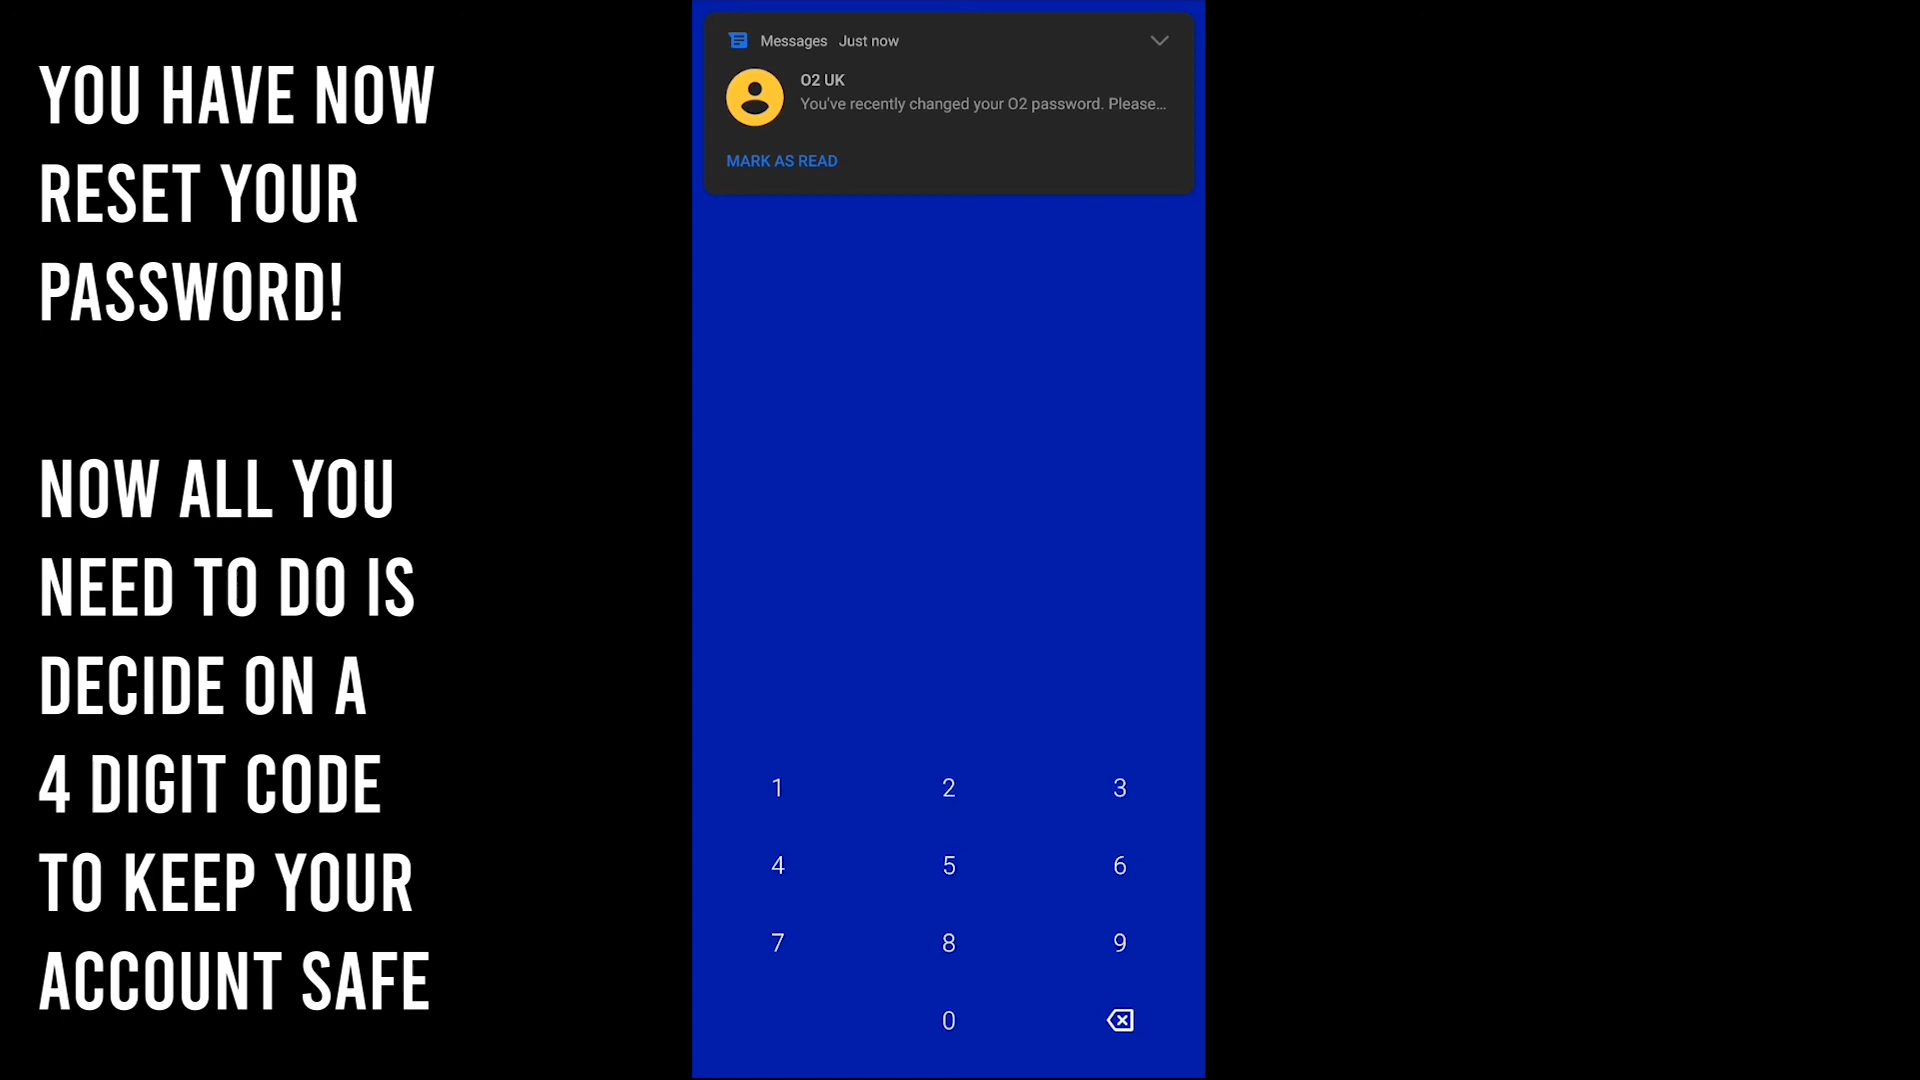 YOU HAVE NOW
RESET YOUR
PASSWORD!
NOW ALL YOU
NEED TO DO IS
DECIDE ON A
4 DIGIT CODE
TO KEEP YOUR
ACCOUNT SAFE
Messages Just now
O2 UK
You've recently changed your O2 password. Please...
MARK AS READ
1 2 3
4 5 6
7 8 9
0